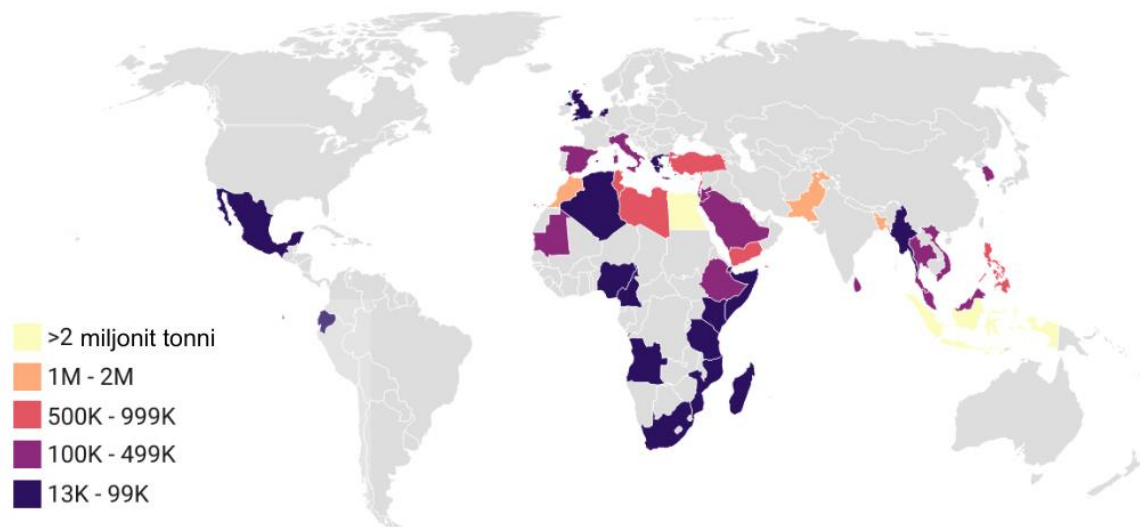 >2 miljonit tonni
1M - 2M
500K - 999K
100K - 499K
13K - 99K